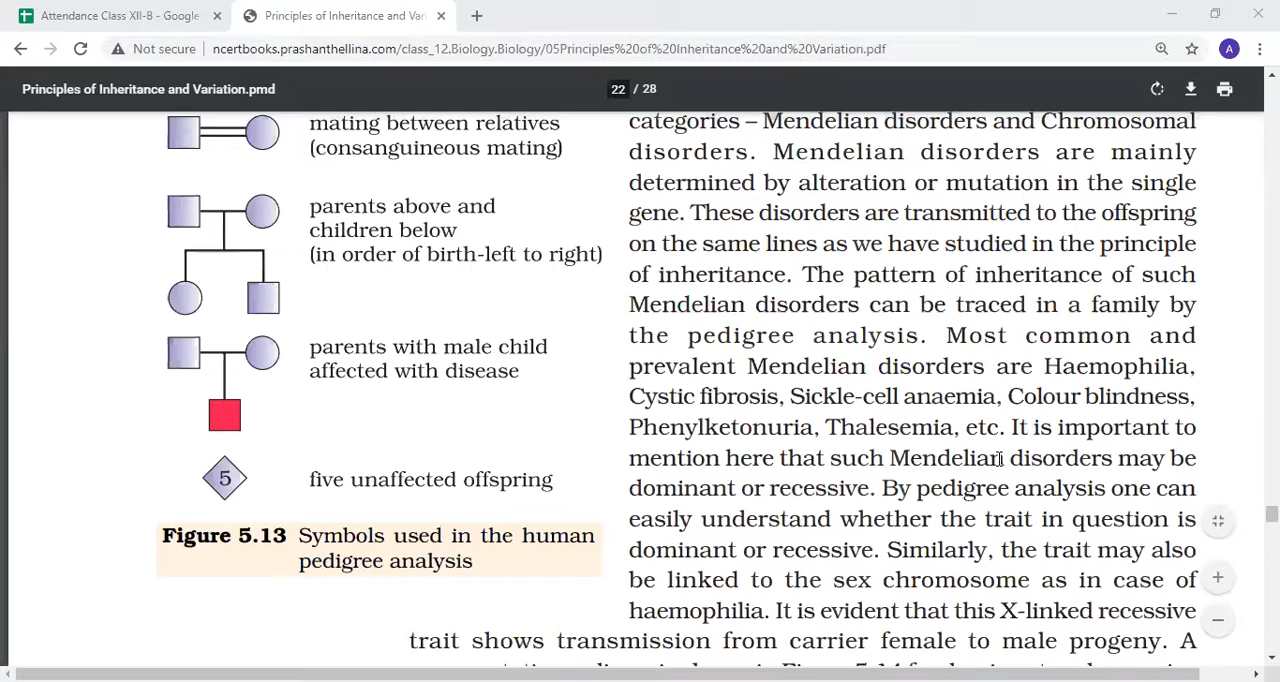 Attendance Class XII-B - Google
Principles of Inheritance and Var
Not secure
ncertbooks.prashanthellina.com/class_12.Biology.Biology/05Principles%20of%20Inheritance%20and%20Variation.pdf
A
Principles of Inheritance and Variation.pmd
22 / 28
mating between relatives
(consanguineous mating)
parents above and
children below
(in order of birth-left to right)
parents with male child
affected with disease
5
five unaffected offspring
Figure 5.13 Symbols used in the human
pedigree analysis
categories – Mendelian disorders and Chromosomal
disorders. Mendelian disorders are mainly
determined by alteration or mutation in the single
gene. These disorders are transmitted to the offspring
on the same lines as we have studied in the principle
of inheritance. The pattern of inheritance of such
Mendelian disorders can be traced in a family by
the pedigree analysis. Most common and
prevalent Mendelian disorders are Haemophilia,
Cystic fibrosis, Sickle-cell anaemia, Colour blindness,
Phenylketonuria, Thalesemia, etc. It is important to
mention here that such Mendelian disorders may be
dominant or recessive. By pedigree analysis one can
easily understand whether the trait in question is
dominant or recessive. Similarly, the trait may also
be linked to the sex chromosome as in case of
haemophilia. It is evident that this X-linked recessive
trait shows transmission from carrier female to male progeny. A